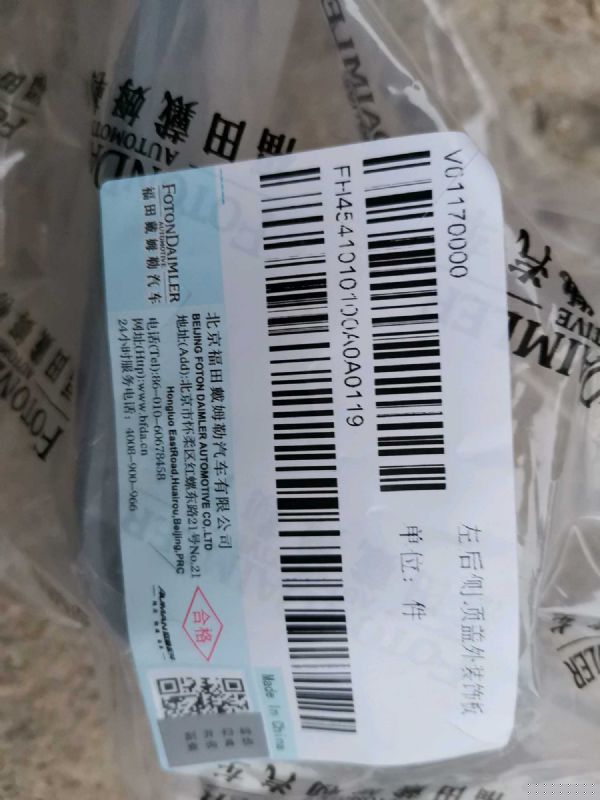 V01170000
左后侧顶盖外装饰板
单位: 件
FH4541010100A0A0119
FOTONDAIMLER
AUTOMOTIVE
福田戴姆勒汽车
北京福田戴姆勒汽车有限公司
BEIJING FOTON DAIMLER AUTOMOTIVE CO.,LTD
地址(Add):北京市怀柔区红螺东路21号No.21
Hongluo EastRoad,Huairou,Beijing,PRC
电话(Tel):86-010-60678458
网址(Http):www.bfda.cn
24小时服务电话: 4008-900-966
合格
AUMAN
Made In China